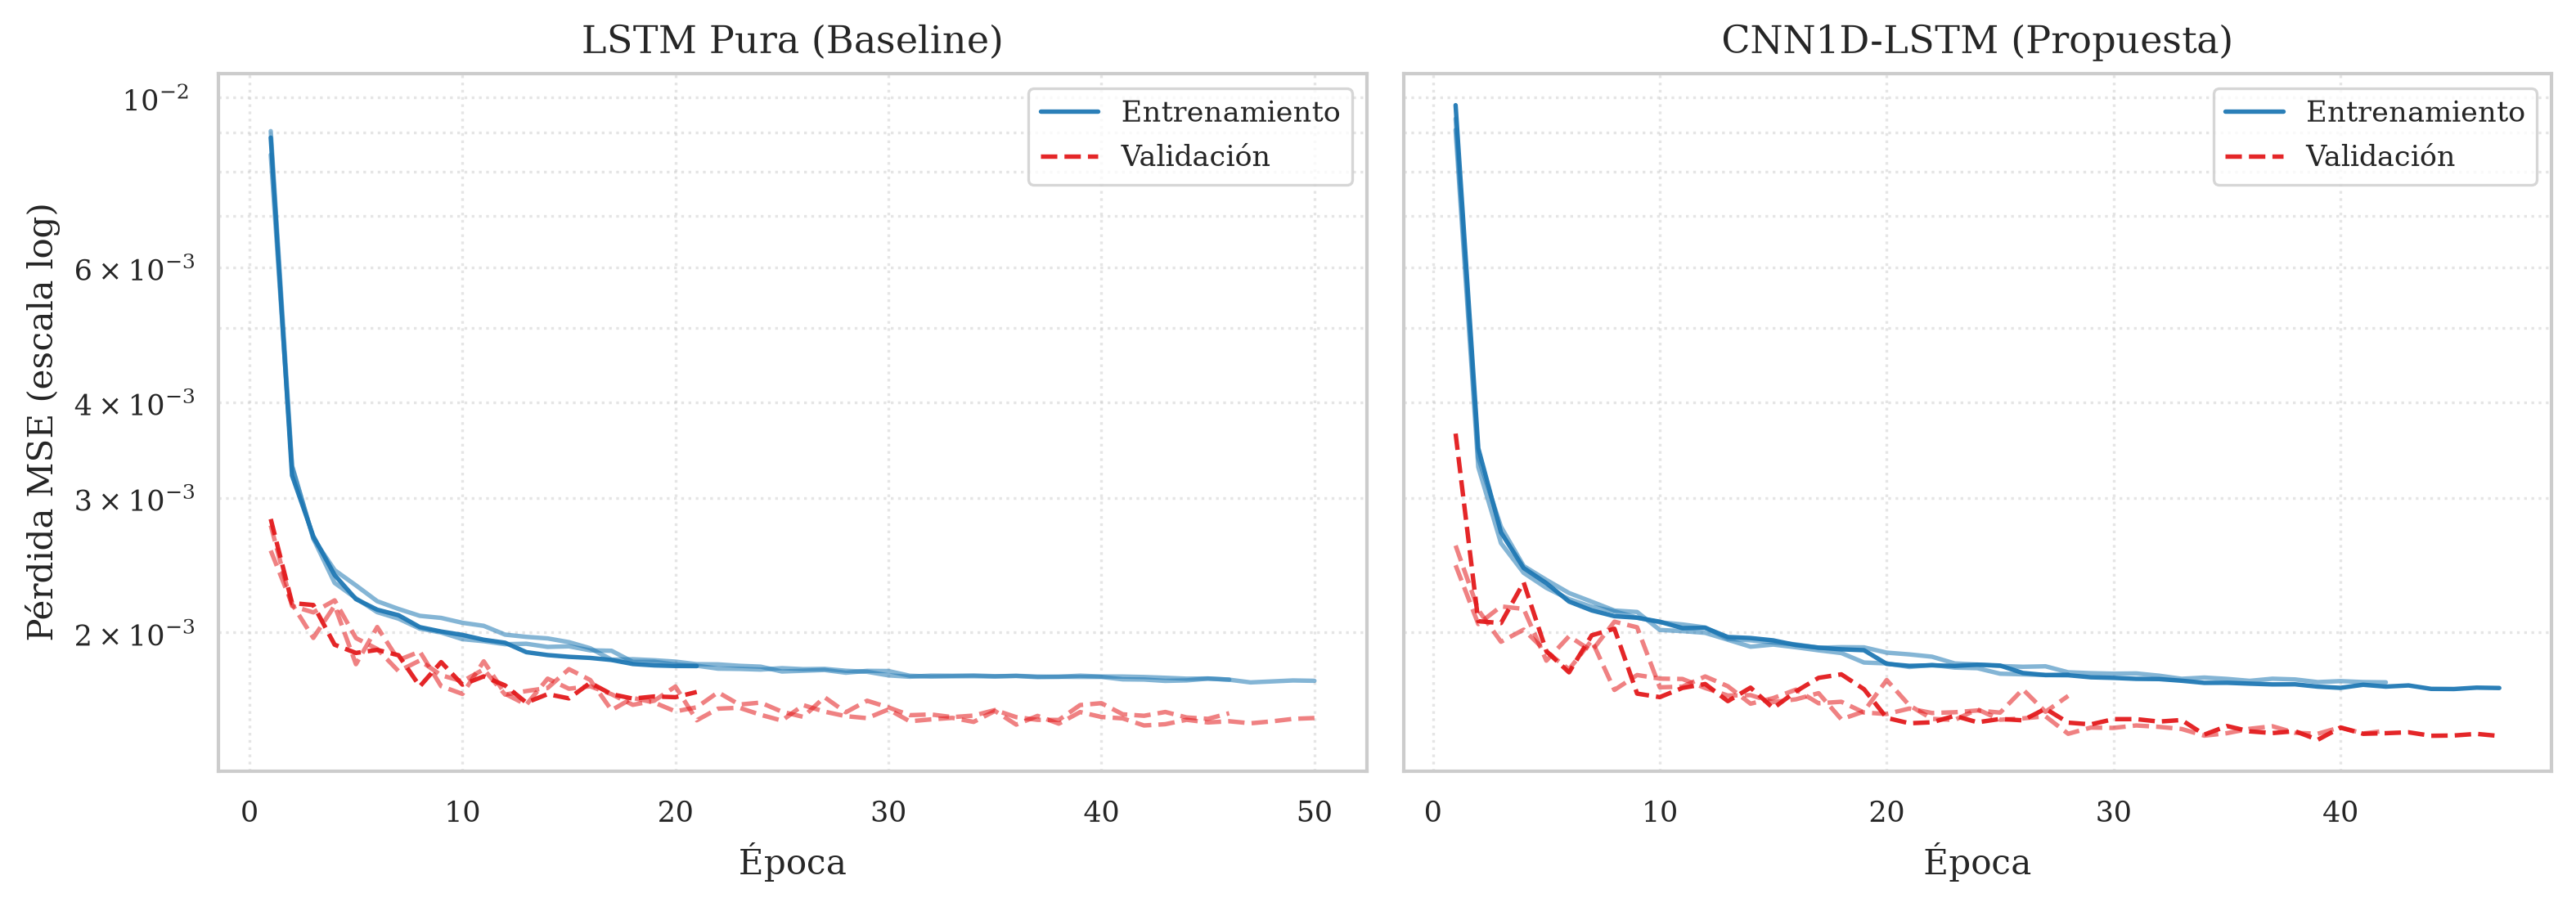 LSTM Pura (Baseline)
CNN1D-LSTM (Propuesta)
Pérdida MSE (escala log)
10⁻²
6 × 10⁻³
4 × 10⁻³
3 × 10⁻³
2 × 10⁻³
Entrenamiento
Validación
Entrenamiento
Validación
0 10 20 30 40 50
0 10 20 30 40
Época
Época